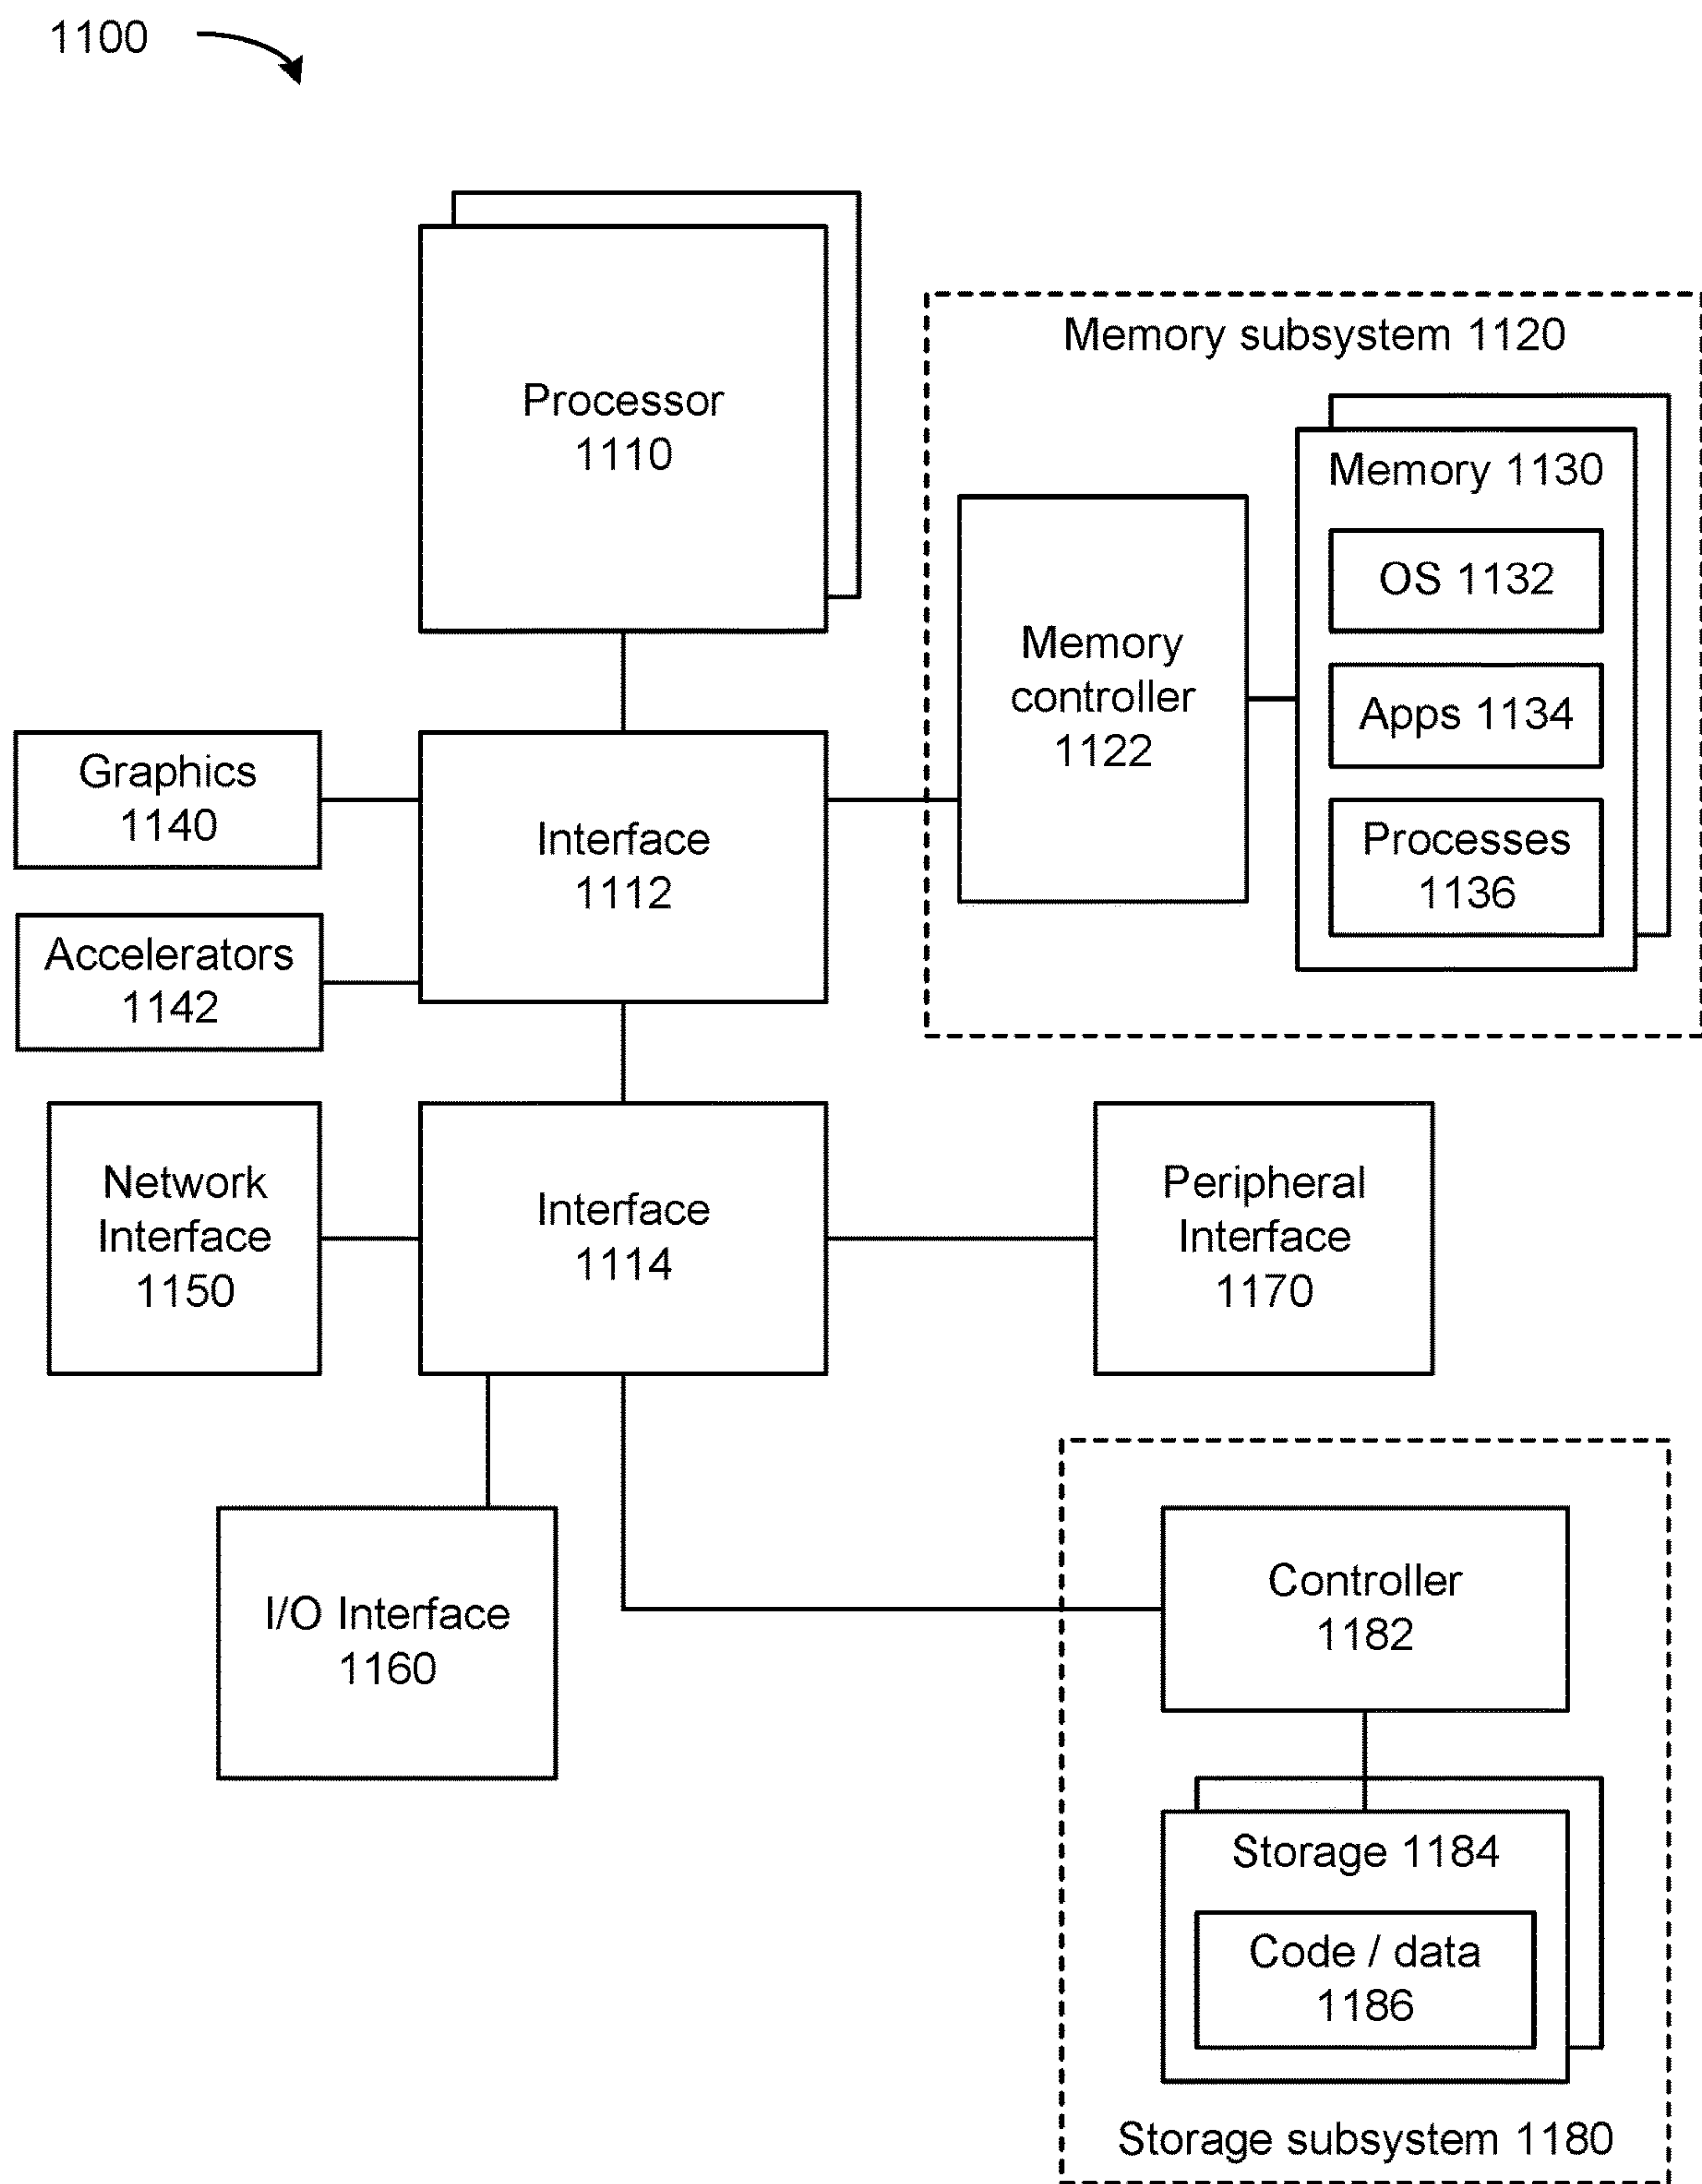 1100
Processor
1110
Memory subsystem 1120
Memory 1130
OS 1132
Apps 1134
Processes
1136
Memory
controller
1122
Graphics
1140
Interface
1112
Accelerators
1142
Network
Interface
1150
Interface
1114
Peripheral
Interface
1170
I/O Interface
1160
Controller
1182
Storage 1184
Code / data
1186
Storage subsystem 1180